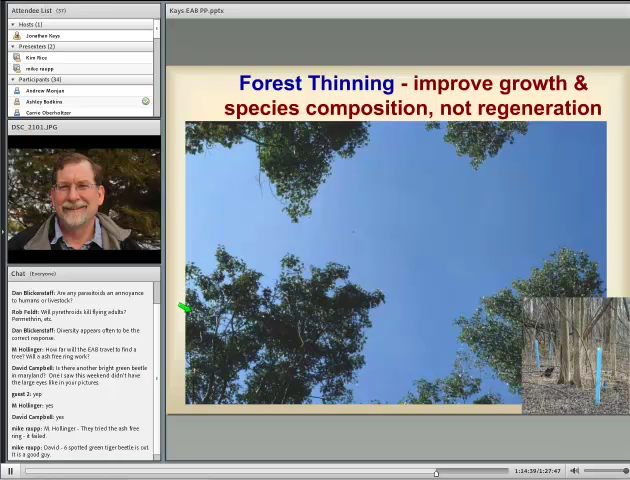 Attendee List (37)
Hosts (1)
Jonathan Kays
Presenters (2)
Kim Rice
mike raupp
Participants (34)
Andrew Monjan
Ashley Bodkins
Carrie Oberholtzer
DSC_2101.JPG
Chat (Everyone)
Dan Blickenstaff: Are any parasitoids an annoyance
to humans or livestock?
Rob Feldt: Will pyrethroids kill flying adults?
Permethrin, etc.
Dan Blickenstaff: Diversity appears often to be the
correct response.
M Hollinger: How far will the EAB travel to find a
tree? Will a ash free ring work?
David Campbell: Is there another bright green beetle
in maryland? One I saw this weekend didn't have
the large eyes like in your pictures.
guest 2: yep
M Hollinger: yes
David Campbell: yes
mike raupp: M. Hollinger - They tried the ash free
ring - it failed.
mike raupp: David - 6 spotted green tiger beetle is out
It is a good guy.
Kays EAB PP.pptx
Forest Thinning - improve growth &
species composition, not regeneration
1:14:39/1:27:47